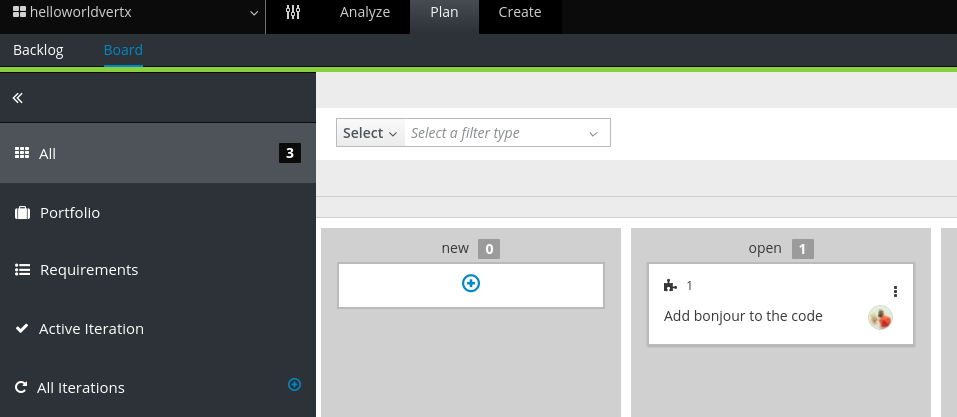 helloworldvertx
Analyze
Plan
Create
Backlog
Board
All
3
Portfolio
Requirements
Active Iteration
All Iterations
Select
Select a filter type
new 0
open 1
1
Add bonjour to the code